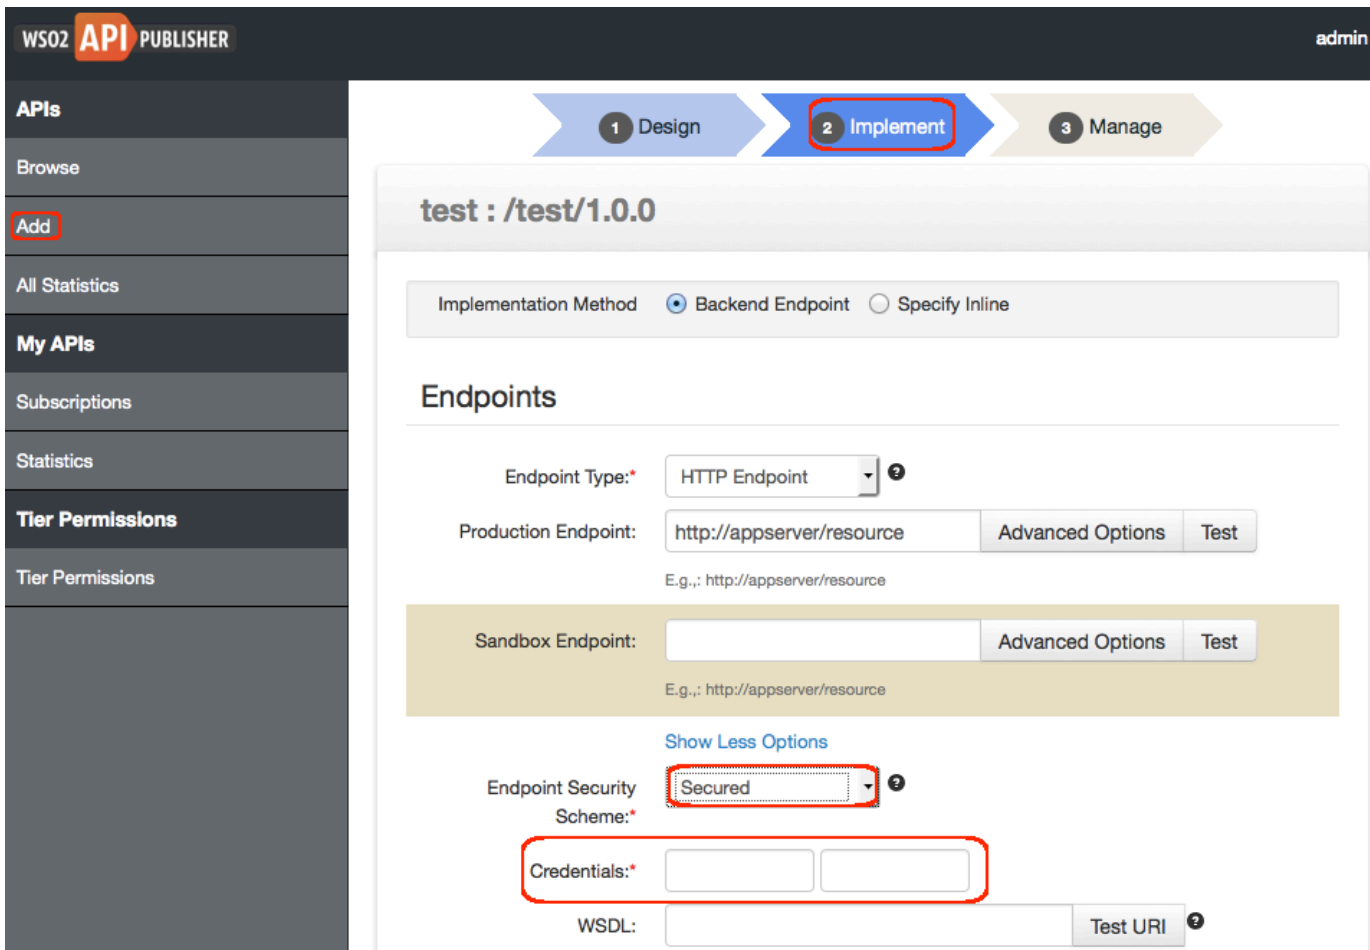 WSO2 API PUBLISHER
admin
APIs
Browse
Add
All Statistics
My APIs
Subscriptions
Statistics
Tier Permissions
Tier Permissions
1 Design
2 Implement
3 Manage
test : /test/1.0.0
Implementation Method Backend Endpoint Specify Inline
Endpoints
Endpoint Type:* HTTP Endpoint ?
Production Endpoint: http://appserver/resource Advanced Options Test
E.g.,: http://appserver/resource
Sandbox Endpoint: Advanced Options Test
E.g.,: http://appserver/resource
Show Less Options
Endpoint Security Secured ?
Scheme:*
Credentials:*
WSDL: Test URI ?